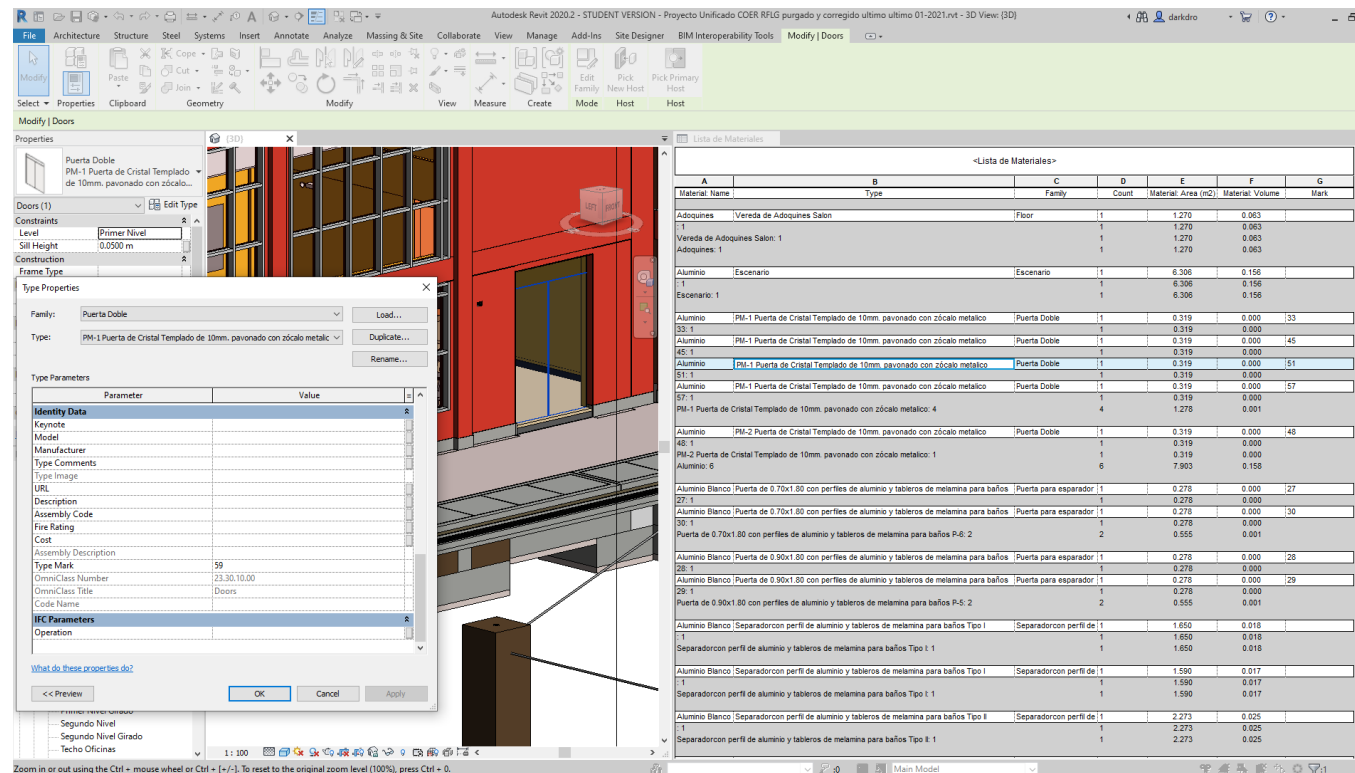 Autodesk Revit 2020.2 - STUDENT VERSION - Proyecto Unificado COER RFLG purgado y corregido ultimo ultimo 01-2021.rvt - 3D View: {3D}
darkdro
File Architecture Structure Steel Systems Insert Annotate Analyze Massing & Site Collaborate View Manage Add-Ins Site Designer BIM Interoperability Tools Modify | Doors
Modify
Paste
Cope
Cut
Join
Edit Family
Pick New Host
Pick Primary Host
Select Properties Clipboard Geometry Modify View Measure Create Mode Host Host
Modify | Doors
Properties
{3D}
Lista de Materiales
Puerta Doble
PM-1 Puerta de Cristal Templado
de 10mm. pavonado con zócalo...
Doors (1)
Edit Type
Constraints
Level Primer Nivel
Sill Height 0.0500 m
Construction
Frame Type
LEFT
Type Properties
Family: Puerta Doble Load...
Type: PM-1 Puerta de Cristal Templado de 10mm. pavonado con zócalo metalic Duplicate...
Rename...
Type Parameters
Parameter Value =
Identity Data
Keynote
Model
Manufacturer
Type Comments
Type Image
URL
Description
Assembly Code
Fire Rating
Cost
Assembly Description
Type Mark 59
OmniClass Number 23.30.10.00
OmniClass Title Doors
Code Name
IFC Parameters
Operation
What do these properties do?
<< Preview OK Cancel Apply
Primer Nivel Girado
Segundo Nivel
Segundo Nivel Girado
Techo Oficinas
1 : 100
<Lista de Materiales>
A B C D E F G
Material: Name Type Family Count Material: Area (m2) Material: Volume Mark
Adoquines Vereda de Adoquines Salon Floor 1 1.270 0.063
: 1 1 1.270 0.063
Vereda de Adoquines Salon: 1 1 1.270 0.063
Adoquines: 1 1 1.270 0.063
Aluminio Escenario Escenario 1 6.306 0.156
: 1 1 6.306 0.156
Escenario: 1 1 6.306 0.156
Aluminio PM-1 Puerta de Cristal Templado de 10mm. pavonado con zócalo metalico Puerta Doble 1 0.319 0.000 33
33: 1 1 0.319 0.000
Aluminio PM-1 Puerta de Cristal Templado de 10mm. pavonado con zócalo metalico Puerta Doble 1 0.319 0.000 45
45: 1 1 0.319 0.000
Aluminio PM-1 Puerta de Cristal Templado de 10mm. pavonado con zócalo metalico Puerta Doble 1 0.319 0.000 51
51: 1 1 0.319 0.000
Aluminio PM-1 Puerta de Cristal Templado de 10mm. pavonado con zócalo metalico Puerta Doble 1 0.319 0.000 57
57: 1 1 0.319 0.000
PM-1 Puerta de Cristal Templado de 10mm. pavonado con zócalo metalico: 4 4 1.278 0.001
Aluminio PM-2 Puerta de Cristal Templado de 10mm. pavonado con zócalo metalico Puerta Doble 1 0.319 0.000 48
48: 1 1 0.319 0.000
PM-2 Puerta de Cristal Templado de 10mm. pavonado con zócalo metalico: 1 1 0.319 0.000
Aluminio: 6 6 7.903 0.158
Aluminio Blanco Puerta de 0.70x1.80 con perfiles de aluminio y tableros de melamina para baños Puerta para esparador 1 0.278 0.000 27
27: 1 1 0.278 0.000
Aluminio Blanco Puerta de 0.70x1.80 con perfiles de aluminio y tableros de melamina para baños Puerta para esparador 1 0.278 0.000 30
30: 1 1 0.278 0.000
Puerta de 0.70x1.80 con perfiles de aluminio y tableros de melamina para baños P-6: 2 2 0.555 0.001
Aluminio Blanco Puerta de 0.90x1.80 con perfiles de aluminio y tableros de melamina para baños Puerta para esparador 1 0.278 0.000 28
28: 1 1 0.278 0.000
Aluminio Blanco Puerta de 0.90x1.80 con perfiles de aluminio y tableros de melamina para baños Puerta para esparador 1 0.278 0.000 29
29: 1 1 0.278 0.000
Puerta de 0.90x1.80 con perfiles de aluminio y tableros de melamina para baños P-5: 2 2 0.555 0.001
Aluminio Blanco Separadorcon perfil de aluminio y tableros de melamina para baños Tipo I Separadorcon perfil de 1 1.650 0.018
: 1 1 1.650 0.018
Separadorcon perfil de aluminio y tableros de melamina para baños Tipo I: 1 1 1.650 0.018
Aluminio Blanco Separadorcon perfil de aluminio y tableros de melamina para baños Tipo I Separadorcon perfil de 1 1.590 0.017
: 1 1 1.590 0.017
Separadorcon perfil de aluminio y tableros de melamina para baños Tipo I: 1 1 1.590 0.017
Aluminio Blanco Separadorcon perfil de aluminio y tableros de melamina para baños Tipo II Separadorcon perfil de 1 2.273 0.025
: 1 1 2.273 0.025
Separadorcon perfil de aluminio y tableros de melamina para baños Tipo II: 1 1 2.273 0.025
Zoom in or out using the Ctrl + mouse wheel or Ctrl + [+/-]. To reset to the original zoom level (100%), press Ctrl + 0.
:0
Main Model
:1